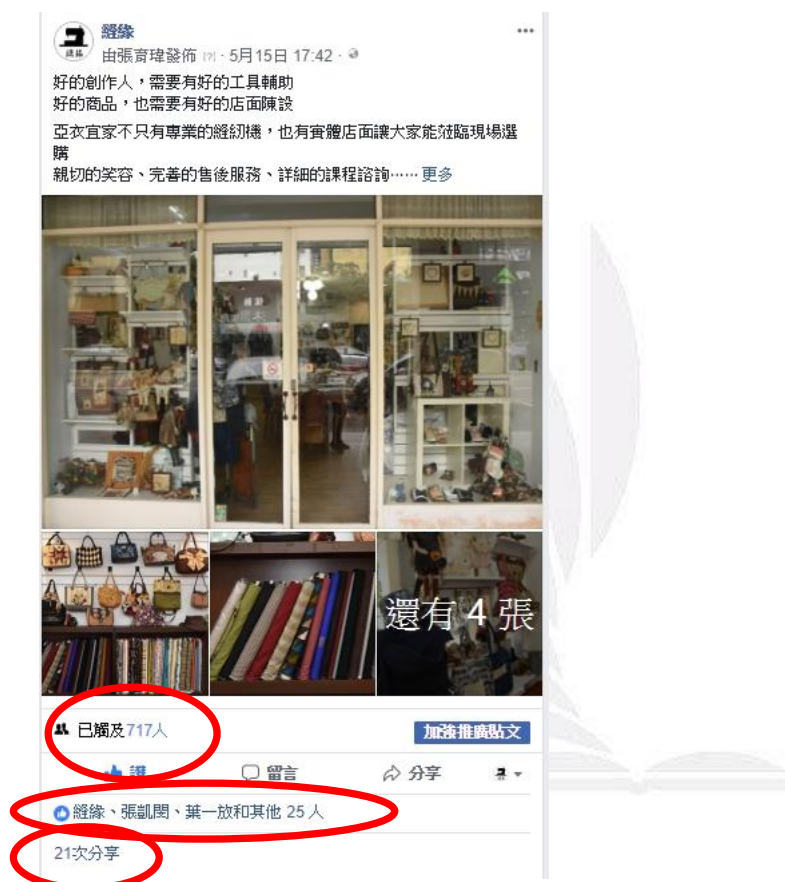 縫緣
由張育瑋發佈 [?] · 5月15日 17:42 ·
好的創作人，需要有好的工具輔助
好的商品，也需要有好的店面陳設
亞衣宜家不只有專業的縫紉機，也有實體店面讓大家能蒞臨現場選
購
親切的笑容、完善的售後服務、詳細的課程諮詢…… 更多
還有 4 張
已觸及717人
加強推廣貼文
讚 留言 分享
縫緣、張凱閔、葉一放和其他 25 人
21次分享